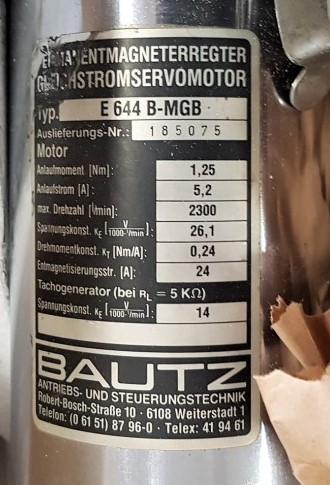 PERMANENTMAGNETERREGTER
GLEICHSTROMSERVOMOTOR
Typ. E 644 B-MGB
Auslieferungs-Nr.: 185075
Motor
Anlaufmoment [Nm]: 1,25
Anlaufstrom [A]: 5,2
max. Drehzahl [1/min]: 2300
Spannungskonst. KE [V/1000·1/min]: 26,1
Drehmomentkonst. KT [Nm/A]: 0,24
Entmagnetisierungsstr. [A]: 24
Tachogenerator (bei RL = 5 KΩ)
Spannungskonst. KE [V/1000·1/min]: 14
BAUTZ
ANTRIEBS- UND STEUERUNGSTECHNIK
Robert-Bosch-Straße 10 · 6108 Weiterstadt 1
Telefon: (0 61 51) 87 96-0 · Telex: 41 94 61